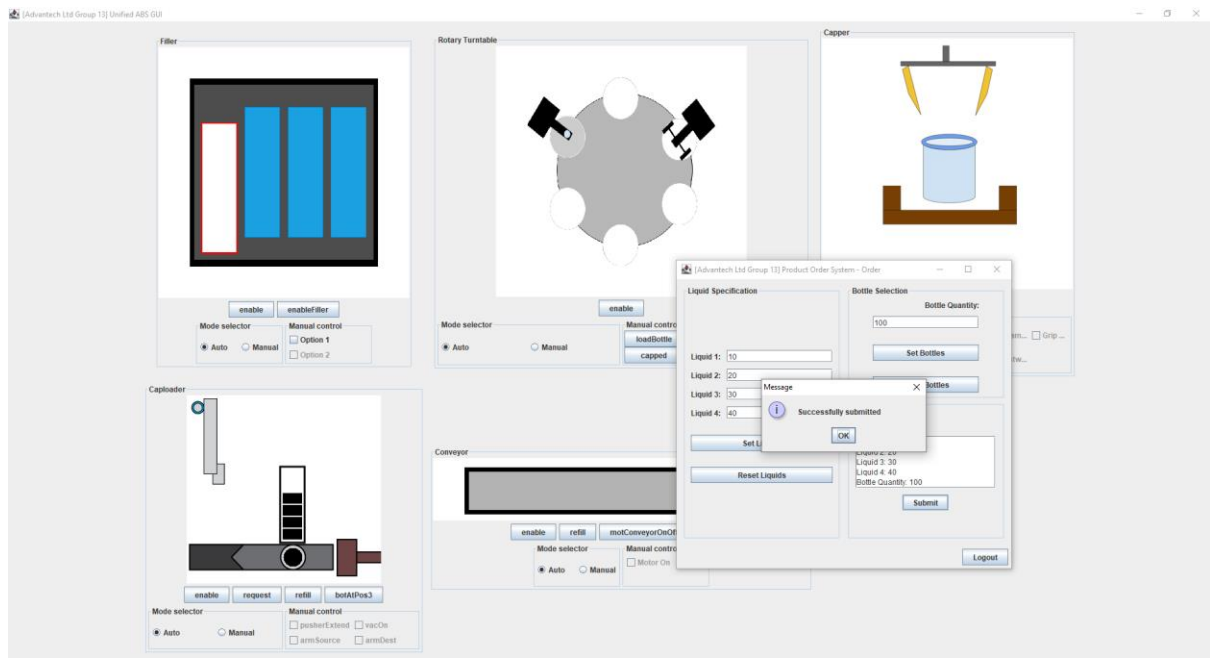 [Advantech Ltd Group 13] Unified ABS GUI
Filler
enable enableFiller
Mode selector
Auto Manual
Manual control
Option 1
Option 2
Rotary Turntable
enable
Mode selector
Auto Manual
Manual contro
loadBottle
capped
Capper
Grip ...
Caploader
enable request refill botAtPos3
Mode selector
Auto Manual
Manual control
pusherExtend vacOn
armSource armDest
Conveyor
enable refill motConveyorOnOf
Mode selector
Auto Manual
Manual contro
Motor On
[Advantech Ltd Group 13] Product Order System - Order
Liquid Specification
Liquid 1: 10
Liquid 2: 20
Liquid 3: 30
Liquid 4: 40
Set L
Reset Liquids
Bottle Selection
Bottle Quantity:
100
Set Bottles
Bottles
Liquid 2: 20
Liquid 3: 30
Liquid 4: 40
Bottle Quantity: 100
Submit
Logout
Message
Successfully submitted
OK